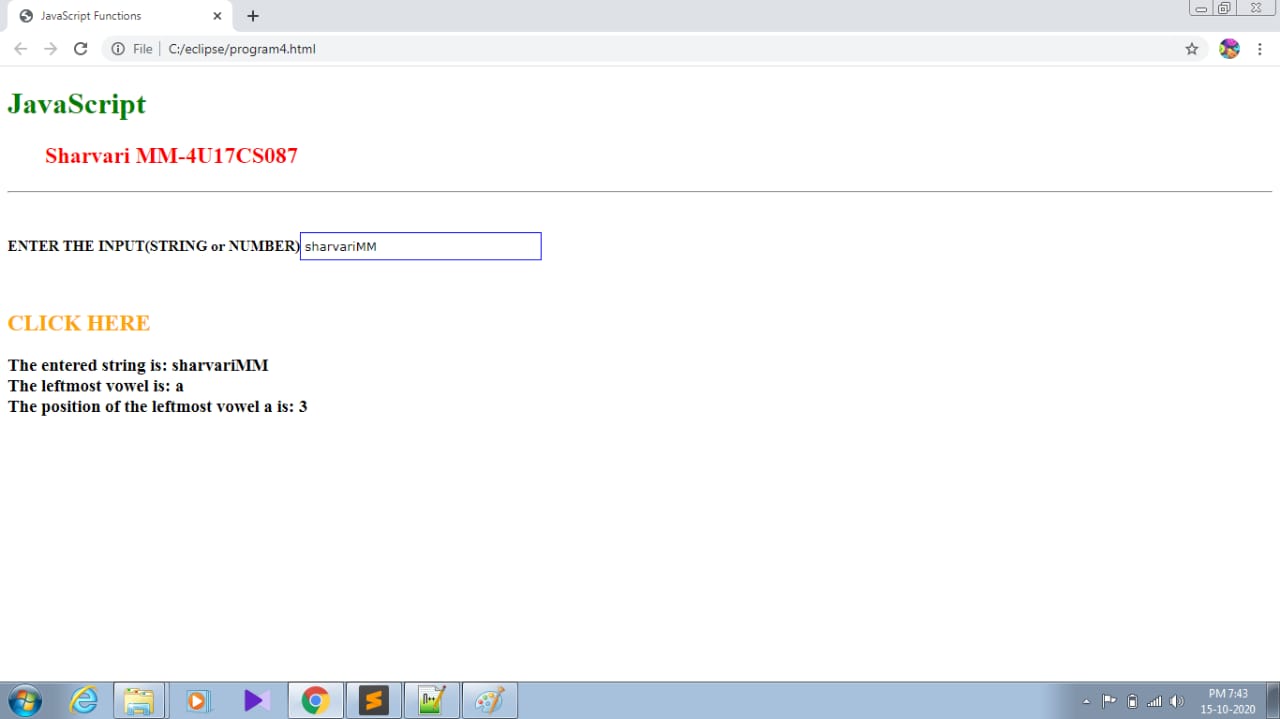 JavaScript Functions
File
C:/eclipse/program4.html
JavaScript
Sharvari MM-4U17CS087
ENTER THE INPUT(STRING or NUMBER) sharvariMM
CLICK HERE
The entered string is: sharvariMM
The leftmost vowel is: a
The position of the leftmost vowel a is: 3
PM 7:43
15-10-2020